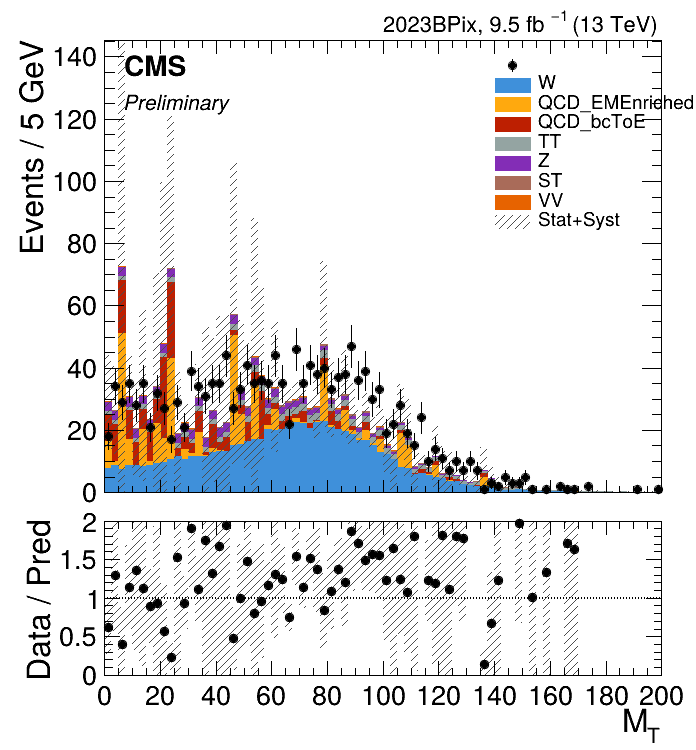 2023BPix, 9.5 fb⁻¹ (13 TeV)
Events / 5 GeV
140
120
100
80
60
40
20
0
CMS
Preliminary
W
QCD_EMEnriched
QCD_bcToE
TT
Z
ST
VV
Stat+Syst
Data / Pred
2
1.5
1
0.5
0
0 20 40 60 80 100 120 140 160 180 200
M_T